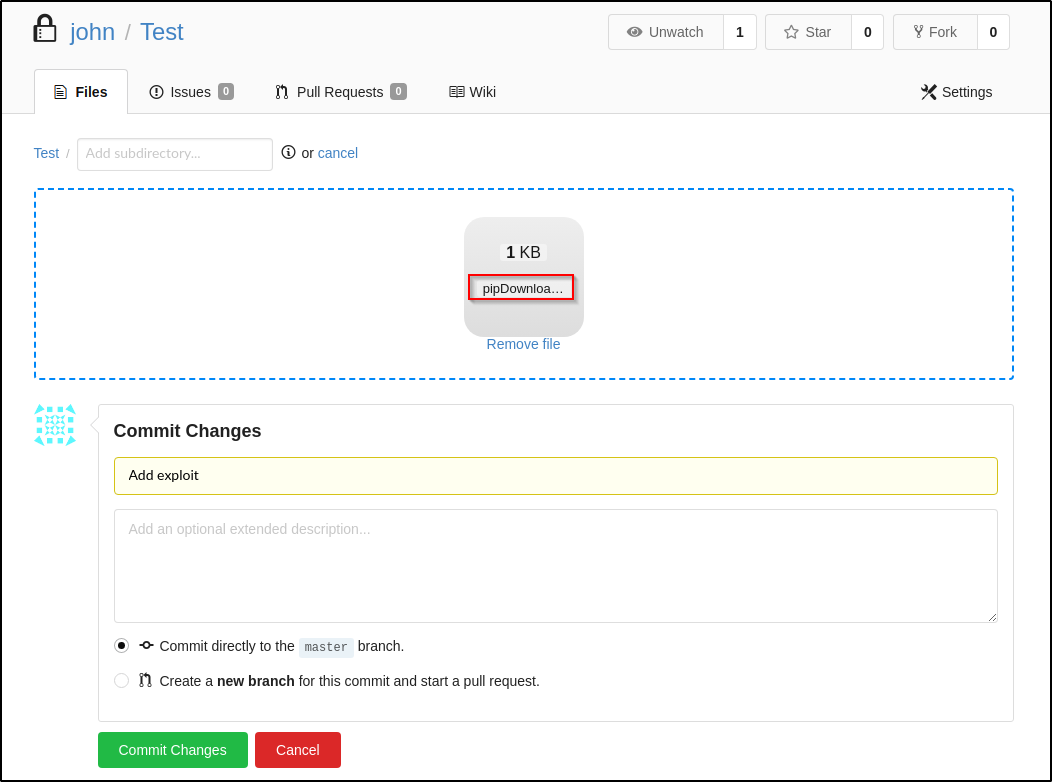 john / Test
Unwatch 1 Star 0 Fork 0
Files Issues 0 Pull Requests 0 Wiki Settings
Test / Add subdirectory... or cancel
1 KB
pipDownloa…
Remove file
Commit Changes
Add exploit
Add an optional extended description...
Commit directly to the master branch.
Create a new branch for this commit and start a pull request.
Commit Changes Cancel